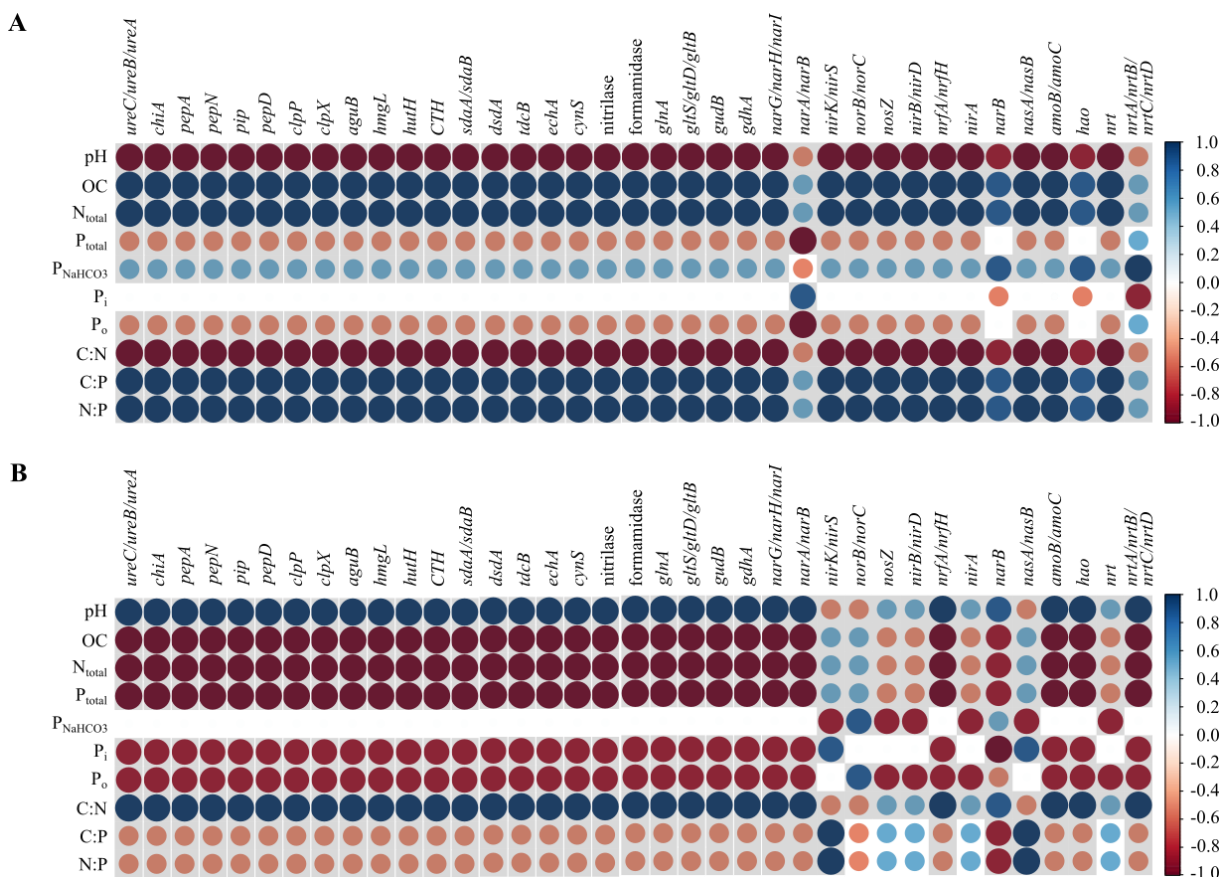 A
ureC/ureB/ureA
chiA
pepA
pepN
pip
pepD
clpP
clpX
aguB
hmgL
hutH
CTH
sdaA/sdaB
dsdA
tdcB
echA
cynS
nitrilase
formamidase
glnA
gltS/gltD/gltB
gudB
gdhA
narG/narH/narI
narA/narB
nirK/nirS
norB/norC
nosZ
nirB/nirD
nrfA/nrfH
nirA
narB
nasA/nasB
amoB/amoC
hao
nrt
nrtA/nrtB/
nrtC/nrtD
pH
OC
Ntotal
Ptotal
PNaHCO3
Pi
Po
C:N
C:P
N:P
1.0
0.8
0.6
0.4
0.2
0.0
-0.2
-0.4
-0.6
-0.8
-1.0
B
ureC/ureB/ureA
chiA
pepA
pepN
pip
pepD
clpP
clpX
aguB
hmgL
hutH
CTH
sdaA/sdaB
dsdA
tdcB
echA
cynS
nitrilase
formamidase
glnA
gltS/gltD/gltB
gudB
gdhA
narG/narH/narI
narA/narB
nirK/nirS
norB/norC
nosZ
nirB/nirD
nrfA/nrfH
nirA
narB
nasA/nasB
amoB/amoC
hao
nrt
nrtA/nrtB/
nrtC/nrtD
pH
OC
Ntotal
Ptotal
PNaHCO3
Pi
Po
C:N
C:P
N:P
1.0
0.8
0.6
0.4
0.2
0.0
-0.2
-0.4
-0.6
-0.8
-1.0